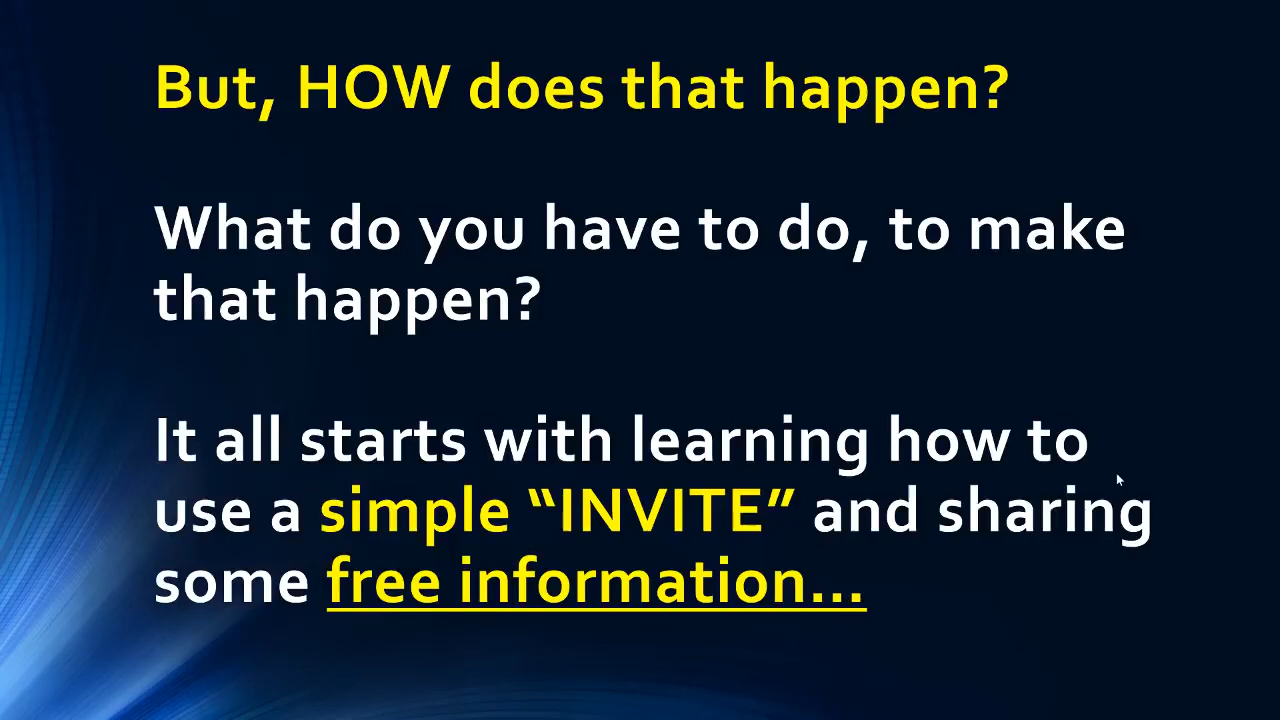 But, HOW does that happen?
What do you have to do, to make
that happen?
It all starts with learning how to
use a simple “INVITE” and sharing
some free information...